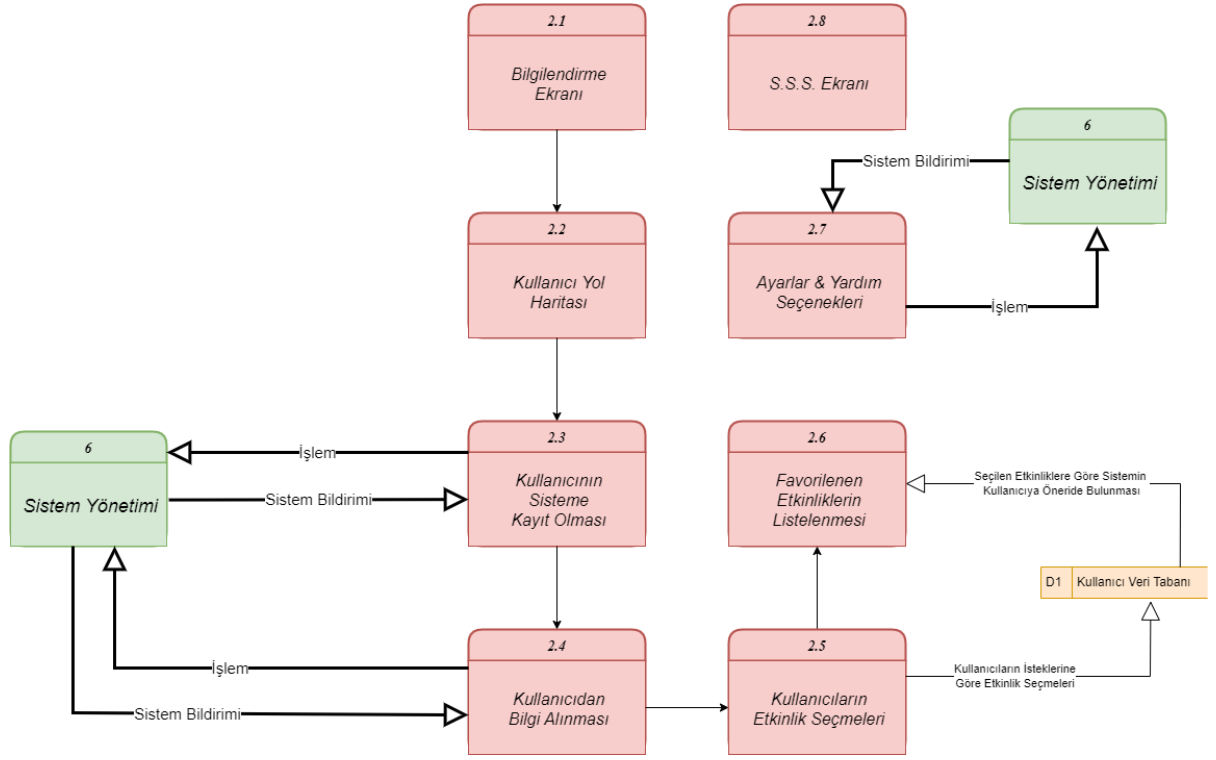 2.1
Bilgilendirme
Ekranı
2.8
S.S.S. Ekranı
6
Sistem Yönetimi
Sistem Bildirimi
2.2
Kullanıcı Yol
Haritası
2.7
Ayarlar & Yardım
Seçenekleri
İşlem
6
Sistem Yönetimi
İşlem
Sistem Bildirimi
2.3
Kullanıcının
Sisteme
Kayıt Olması
2.6
Favorilenen
Etkinliklerin
Listelenmesi
Seçilen Etkinliklere Göre Sistemin
Kullanıcıya Öneride Bulunması
D1 Kullanıcı Veri Tabanı
İşlem
Sistem Bildirimi
2.4
Kullanıcıdan
Bilgi Alınması
2.5
Kullanıcıların
Etkinlik Seçmeleri
Kullanıcıların İsteklerine
Göre Etkinlik Seçmeleri